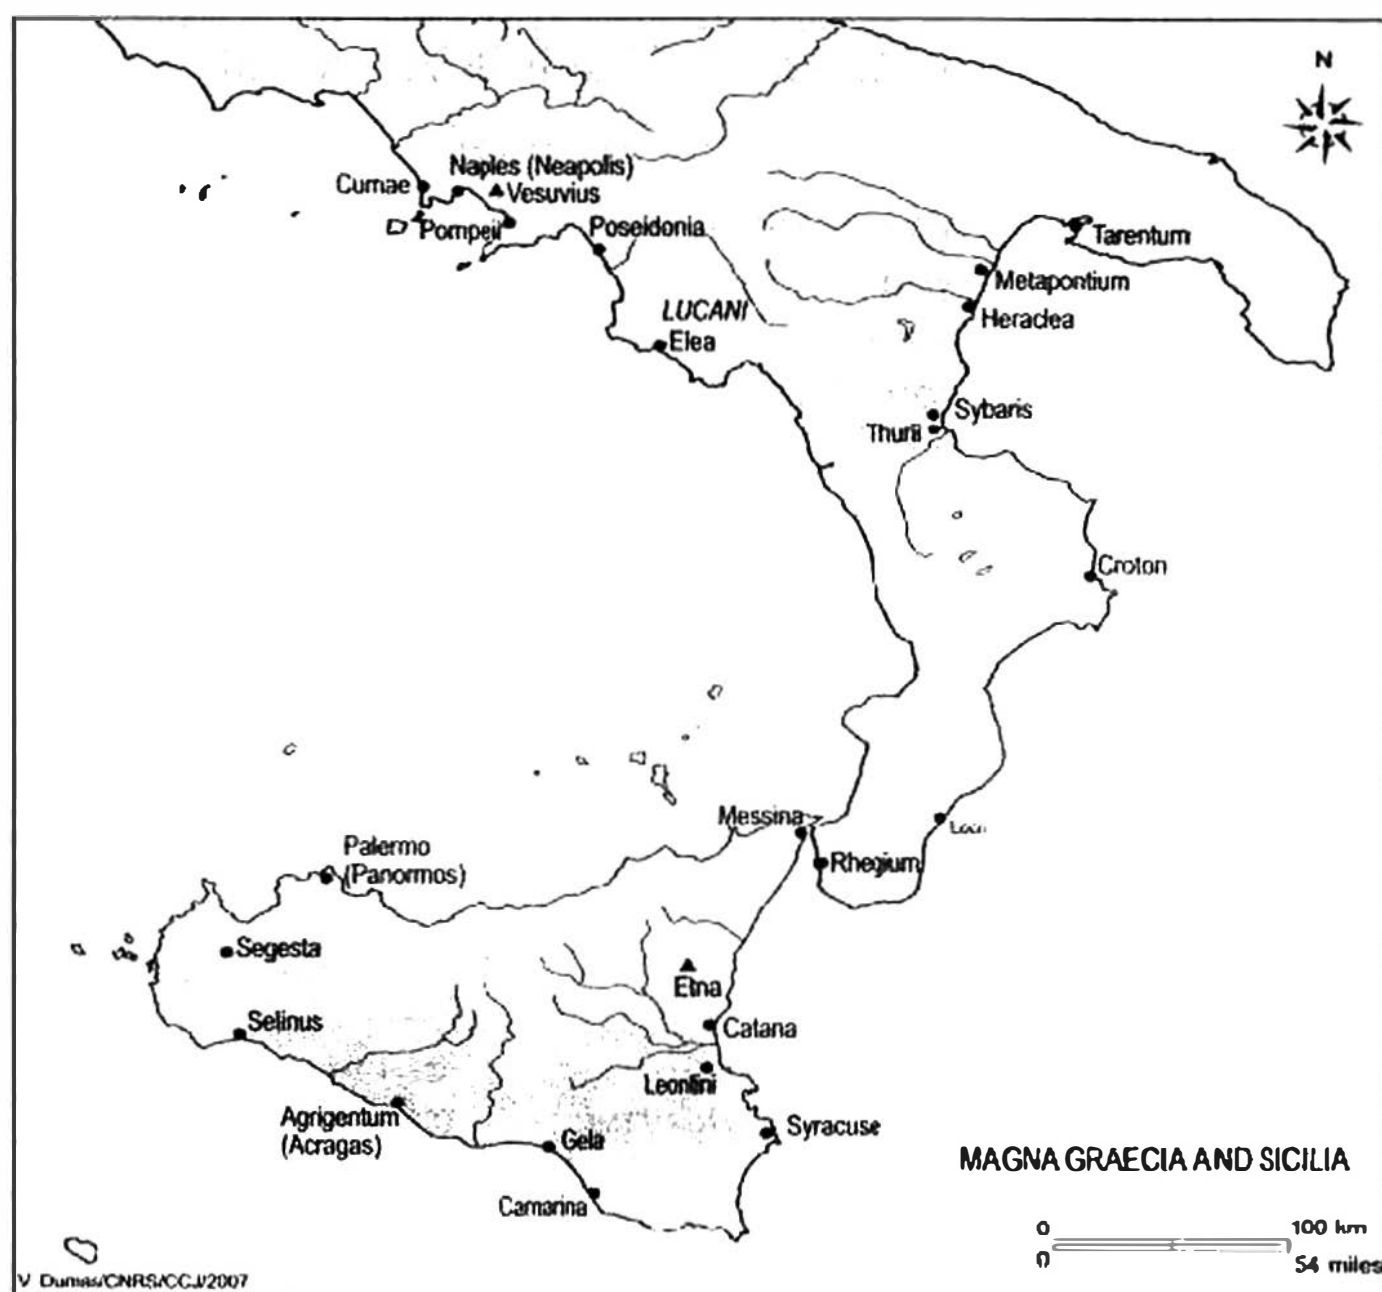 N
Naples (Neapolis)
Cumae
Vesuvius
Pompeii
Poseidonia
Tarentum
Metapontium
LUCANI
Heraclea
Elea
Sybaris
Thurii
Croton
Messina
Locri
Palermo
(Panormos)
Rhegium
Segesta
Etna
Selinus
Catana
Leontini
Agrigentum
(Acragas)
Syracuse
Gela
Camarina
MAGNA GRAECIA AND SICILIA
0 100 km
0 54 miles
V. Dumas/CNRS/CCJ/2007